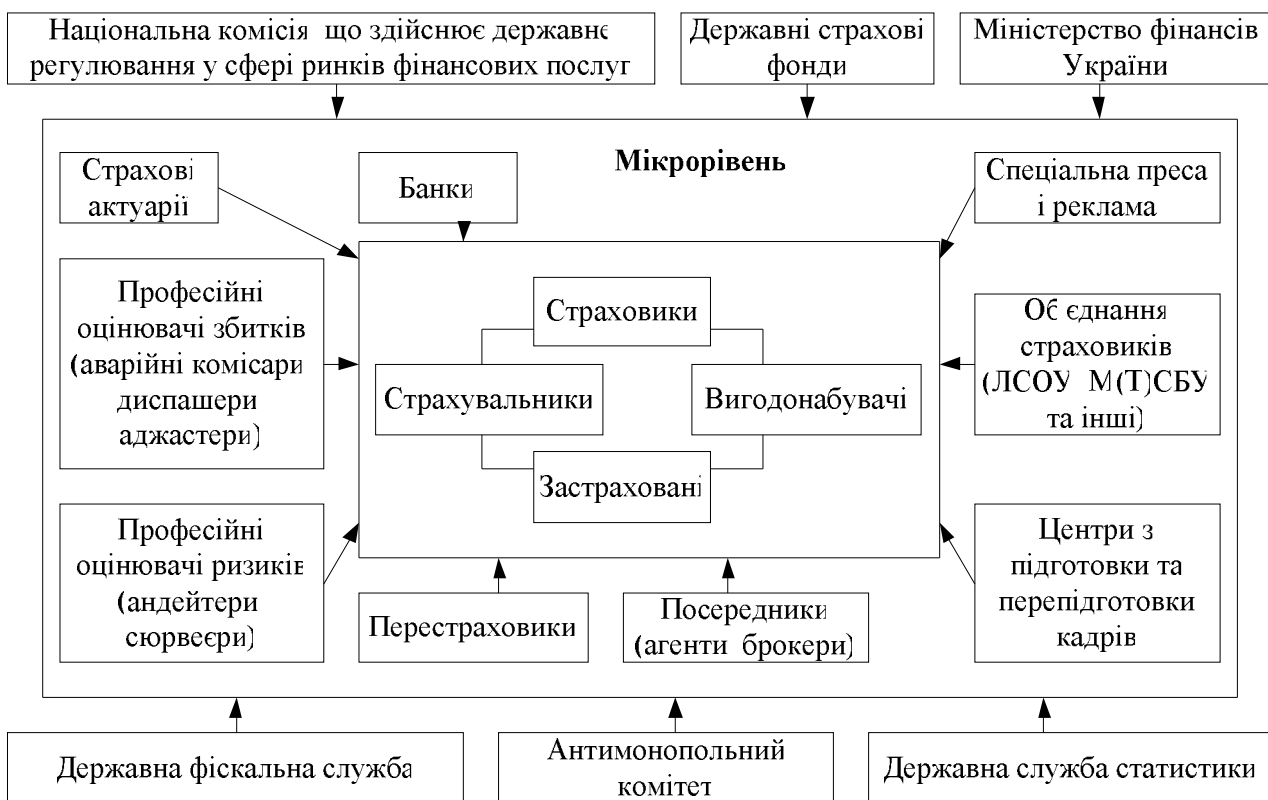 Національна комісія що здійснює державне
регулювання у сфері ринків фінансових послуг
Державні страхові
фонди
Міністерство фінансів
України
Мікрорівень
Страхові
актуарії
Банки
Спеціальна преса
і реклама
Професійні
оцінювачі збитків
(аварійні комісари
диспашери
аджастери)
Страховики
Страхувальники
Вигодонабувачі
Застраховані
Об єднання
страховиків
(ЛСОУ М(Т)СБУ
та інші)
Професійні
оцінювачі ризиків
(андейтери
сюрвеєри)
Перестраховики
Посередники
(агенти брокери)
Центри з
підготовки та
перепідготовки
кадрів
Державна фіскальна служба
Антимонопольний
комітет
Державна служба статистики